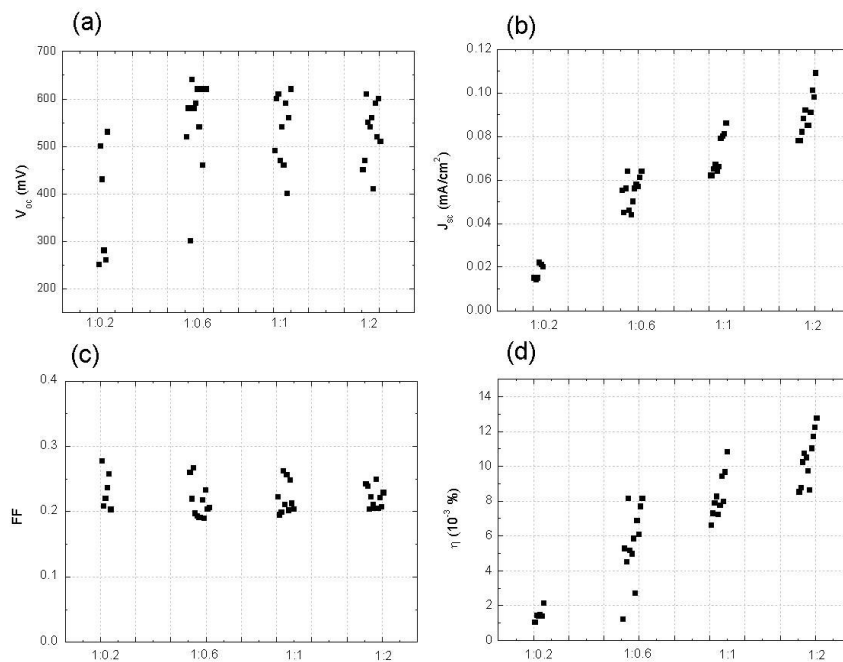 (a)
700
600
500
400
300
200
V_oc (mV)
1:0.2 1:0.6 1:1 1:2
(b)
0.12
0.10
0.08
0.06
0.04
0.02
0.00
J_sc (mA/cm²)
1:0.2 1:0.6 1:1 1:2
(c)
0.4
0.3
0.2
0.1
0.0
FF
1:0.2 1:0.6 1:1 1:2
(d)
14
12
10
8
6
4
2
0
η (10⁻³ %)
1:0.2 1:0.6 1:1 1:2